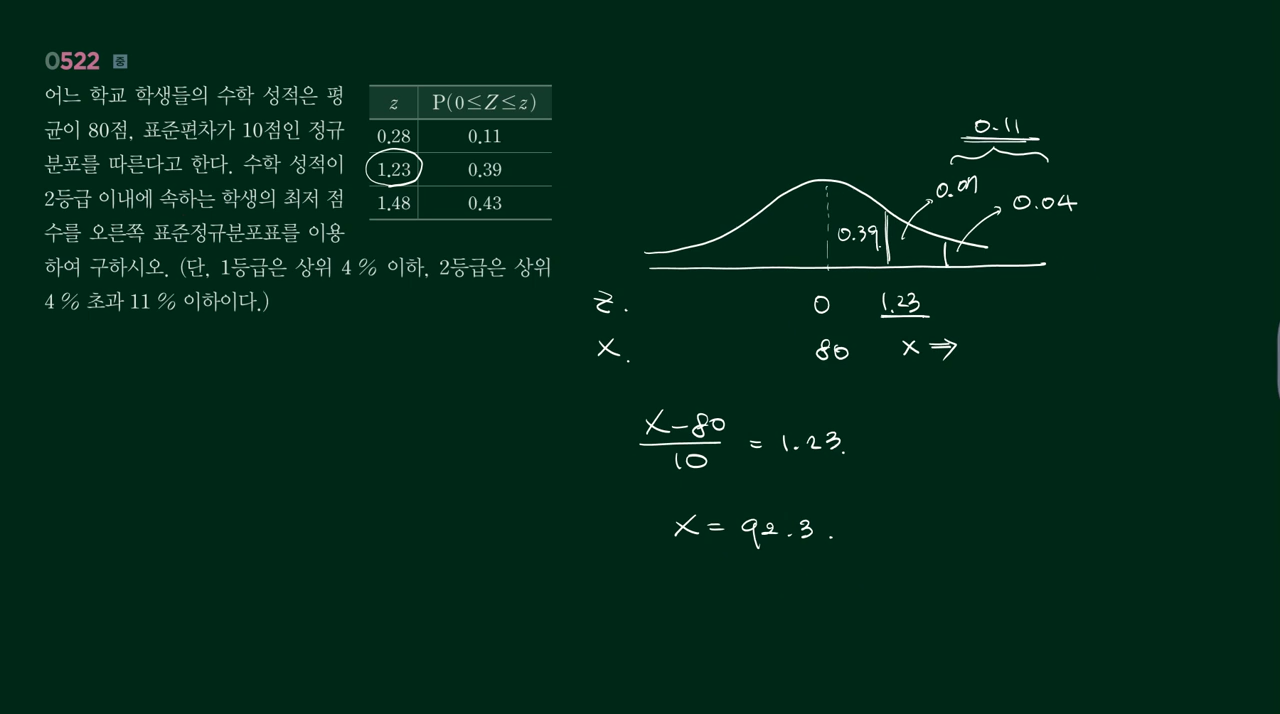 0522 중
어느 학교 학생들의 수학 성적은 평
균이 80점, 표준편차가 10점인 정규
분포를 따른다고 한다. 수학 성적이
2등급 이내에 속하는 학생의 최저 점
수를 오른쪽 표준정규분포표를 이용
하여 구하시오. (단, 1등급은 상위 4 % 이하, 2등급은 상위
4 % 초과 11 % 이하이다.)
z P(0≤Z≤z)
0.28 0.11
1.23 0.39
1.48 0.43
0.11
0.07
0.04
0.39
Z. 0 1.23
X. 80 x ⇒
X-80
10
= 1.23.
X = 92.3.